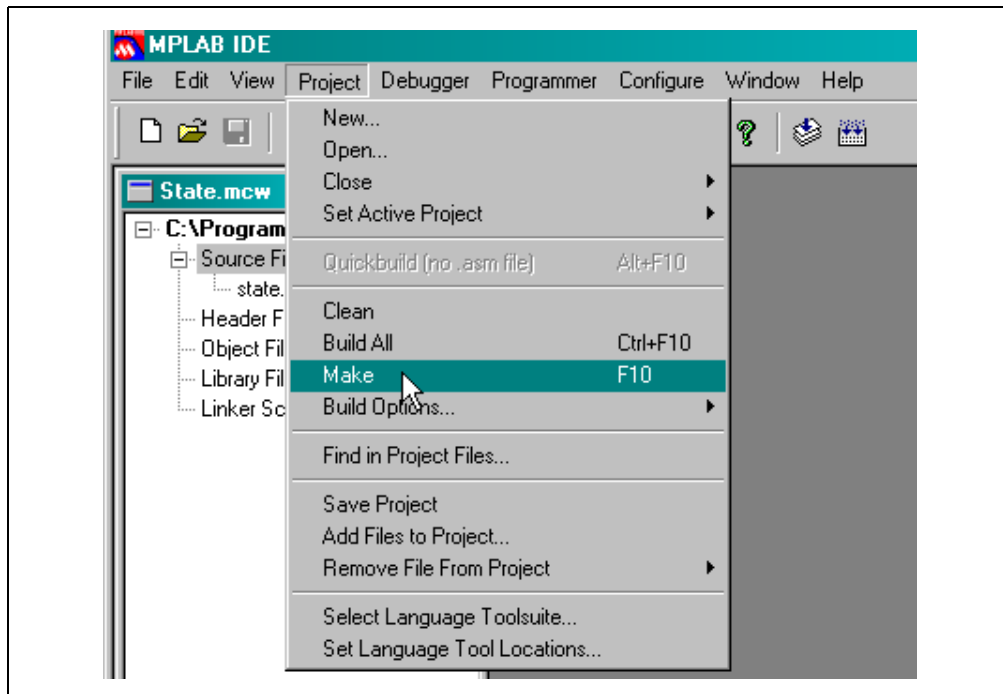 MPLAB IDE
File Edit View Project Debugger Programmer Configure Window Help
New...
Open...
Close
Set Active Project
Quickbuild (no .asm file) Alt+F10
Clean
Build All Ctrl+F10
Make F10
Build Options...
Find in Project Files...
Save Project
Add Files to Project...
Remove File From Project
Select Language Toolsuite...
Set Language Tool Locations...
State.mcw
C:\Program
Source Fi
state.
Header F
Object Fil
Library Fil
Linker Sc